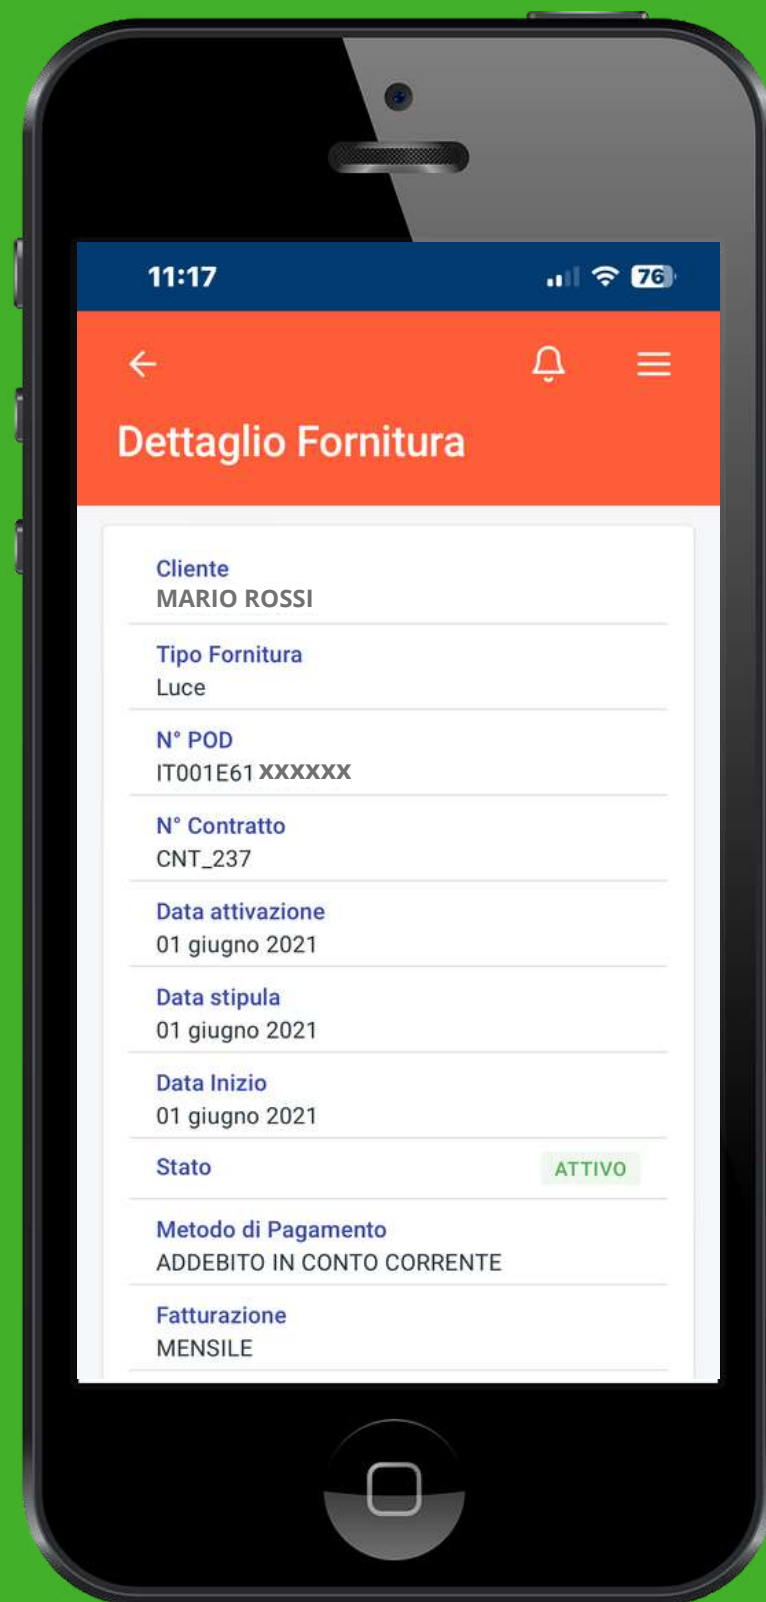 11:17
76
Dettaglio Fornitura
Cliente
MARIO ROSSI
Tipo Fornitura
Luce
N° POD
IT001E61 xxxxxx
N° Contratto
CNT_237
Data attivazione
01 giugno 2021
Data stipula
01 giugno 2021
Data Inizio
01 giugno 2021
Stato
ATTIVO
Metodo di Pagamento
ADDEBITO IN CONTO CORRENTE
Fatturazione
MENSILE